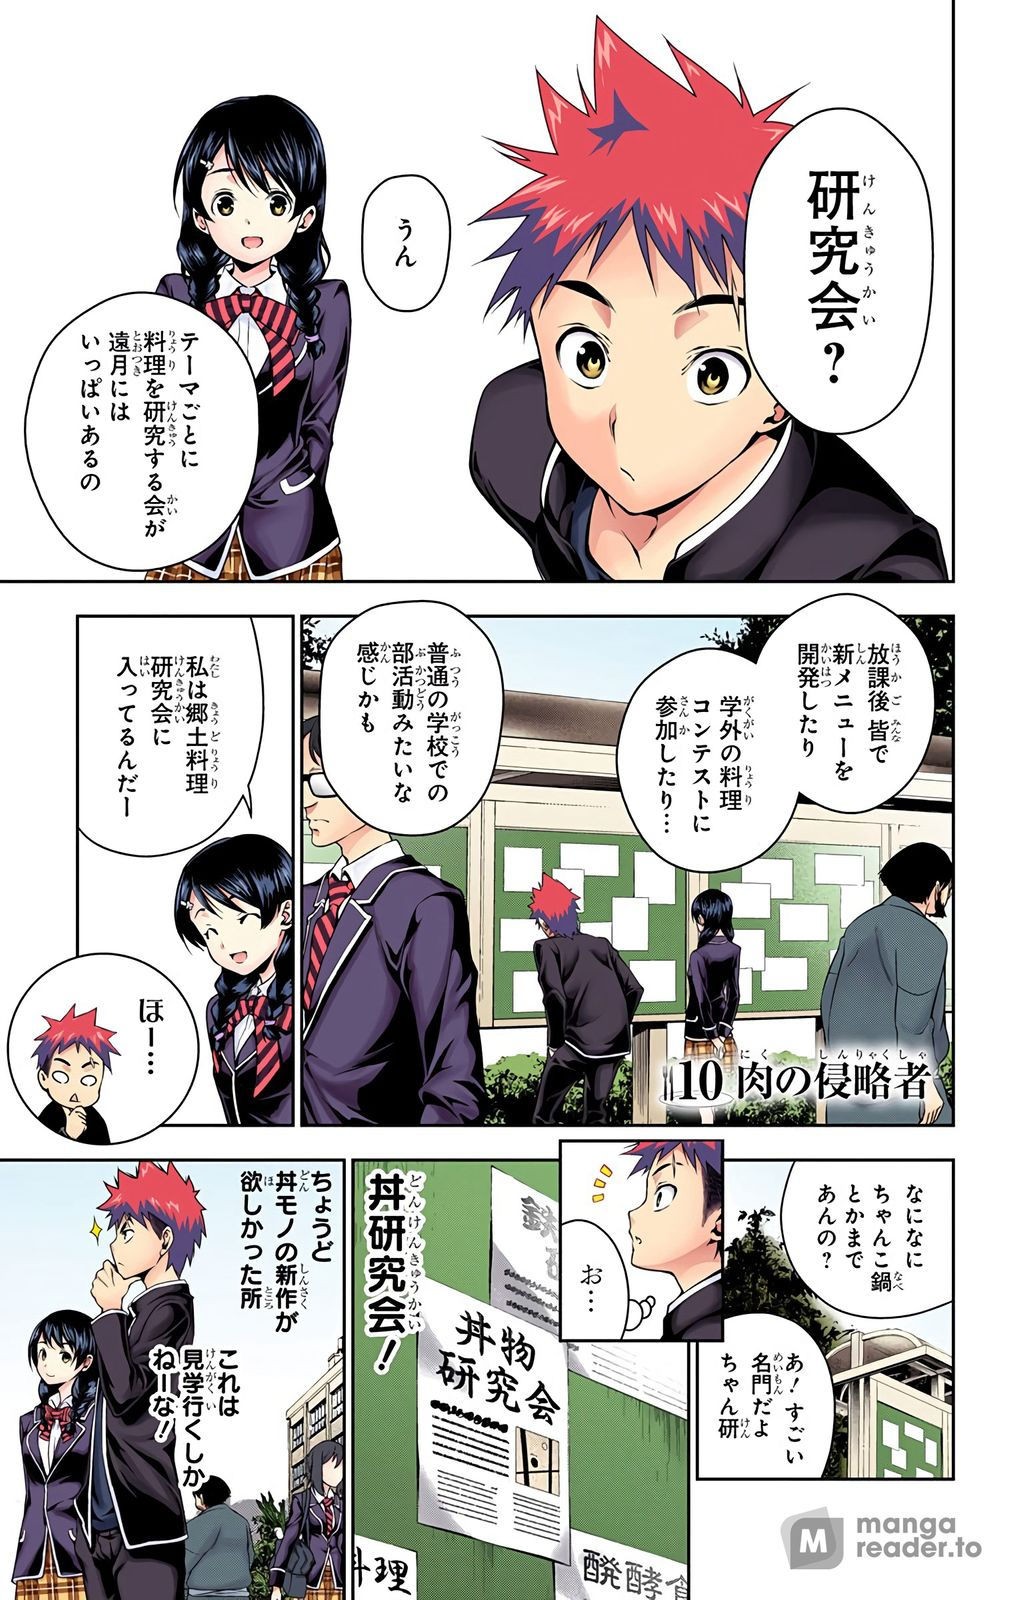 研究会?
うん
テーマごとに
料理を研究する会が
遠月には
いっぱいあるの
放課後 皆で
新メニューを
開発したり
学外の料理
コンテストに
参加したり…
普通の学校での
部活動みたいな
感じかも
10 肉の侵略者
私は郷土料理
研究会に
入ってるんだー
ほー…
なになに
ちゃんこ鍋
とかまで
あんの?
あ!すごい
名門だよ
ちゃん研
お…
丼研究会!
丼物
研究会
料理
醗酵食
ちょうど
丼モノの新作が
欲しかった所
これは
見学行くしか
ねーな!
manga
reader.to